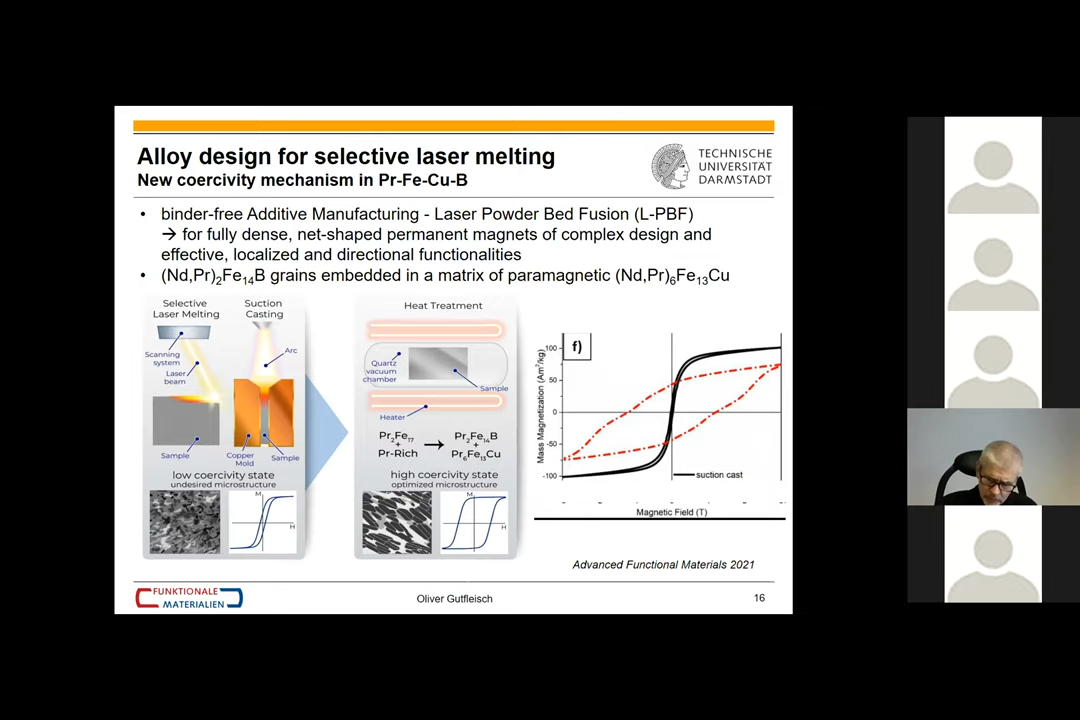 Alloy design for selective laser melting
New coercivity mechanism in Pr-Fe-Cu-B
TECHNISCHE
UNIVERSITÄT
DARMSTADT
• binder-free Additive Manufacturing - Laser Powder Bed Fusion (L-PBF)
→ for fully dense, net-shaped permanent magnets of complex design and
effective, localized and directional functionalities
• (Nd,Pr)₂Fe₁₄B grains embedded in a matrix of paramagnetic (Nd,Pr)₆Fe₁₃Cu
Selective
Laser Melting
Suction
Casting
Scanning
system
Laser
beam
Arc
Sample
Copper
Mold
Sample
low coercivity state
undesired microstructure
M
H
Heat Treatment
Quartz
vacuum
chamber
Sample
Heater
Pr₂Fe₁₇
+
Pr-Rich
→
Pr₂Fe₁₄B
+
Pr₆Fe₁₃Cu
high coercivity state
optimized microstructure
M
H
f)
Mass Magnetization (Am²/kg)
100
50
0
-50
-100
suction cast
Magnetic Field (T)
Advanced Functional Materials 2021
FUNKTIONALE
MATERIALIEN
Oliver Gutfleisch
16